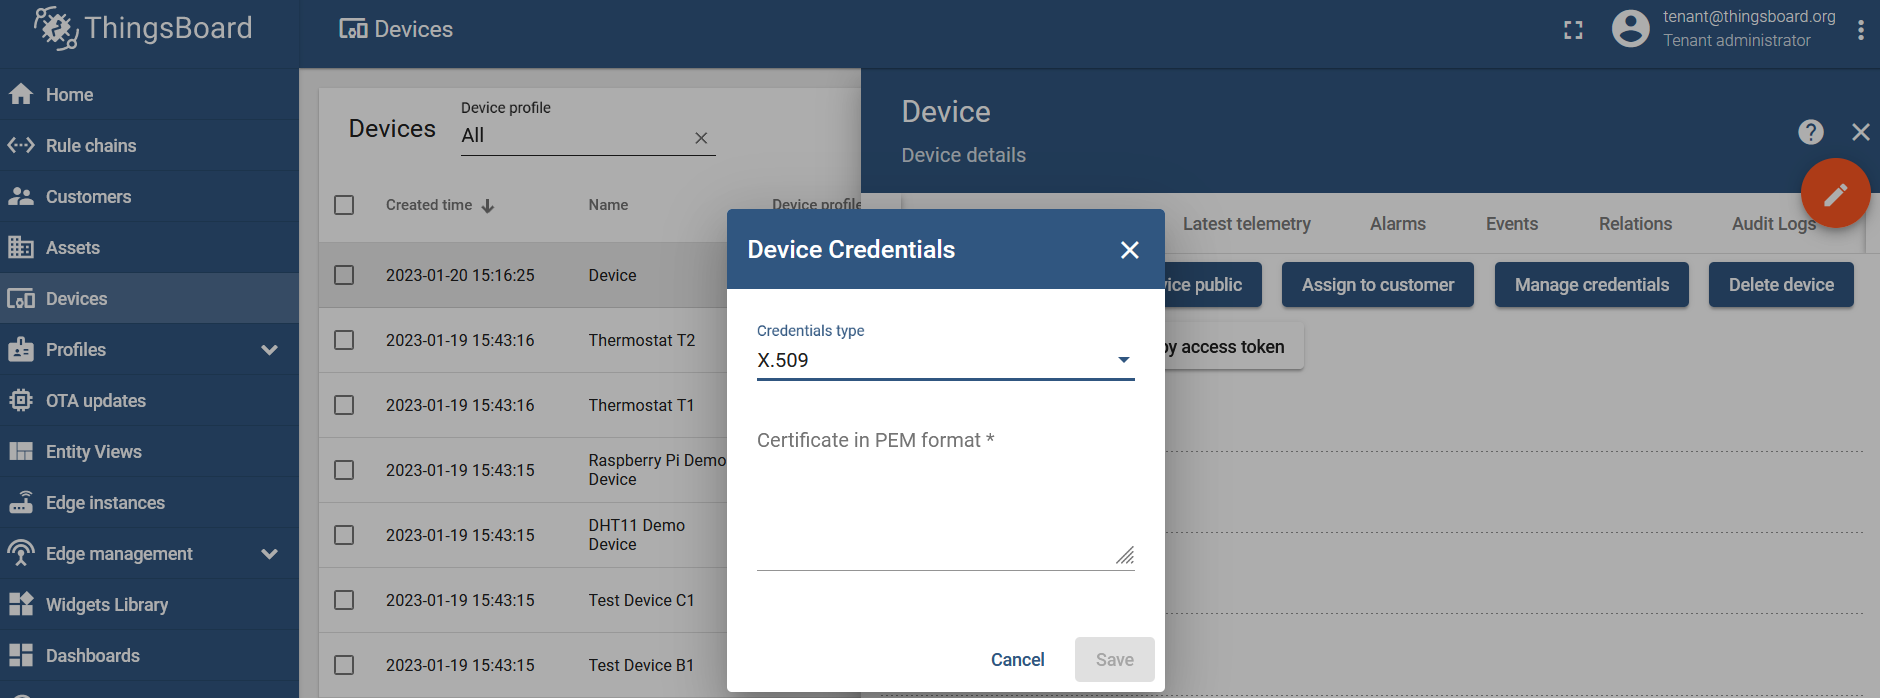 ThingsBoard
Devices
tenant@thingsboard.org
Tenant administrator
Home
Rule chains
Customers
Assets
Devices
Profiles
OTA updates
Entity Views
Edge instances
Edge management
Widgets Library
Dashboards
Devices
Device profile
All
Created time
Name
Device profile
2023-01-20 15:16:25
Device
2023-01-19 15:43:16
Thermostat T2
2023-01-19 15:43:16
Thermostat T1
2023-01-19 15:43:15
Raspberry Pi Demo
Device
2023-01-19 15:43:15
DHT11 Demo
Device
2023-01-19 15:43:15
Test Device C1
2023-01-19 15:43:15
Test Device B1
Device
Device details
Latest telemetry
Alarms
Events
Relations
Audit Logs
vice public
Assign to customer
Manage credentials
Delete device
by access token
Device Credentials
Credentials type
X.509
Certificate in PEM format *
Cancel
Save